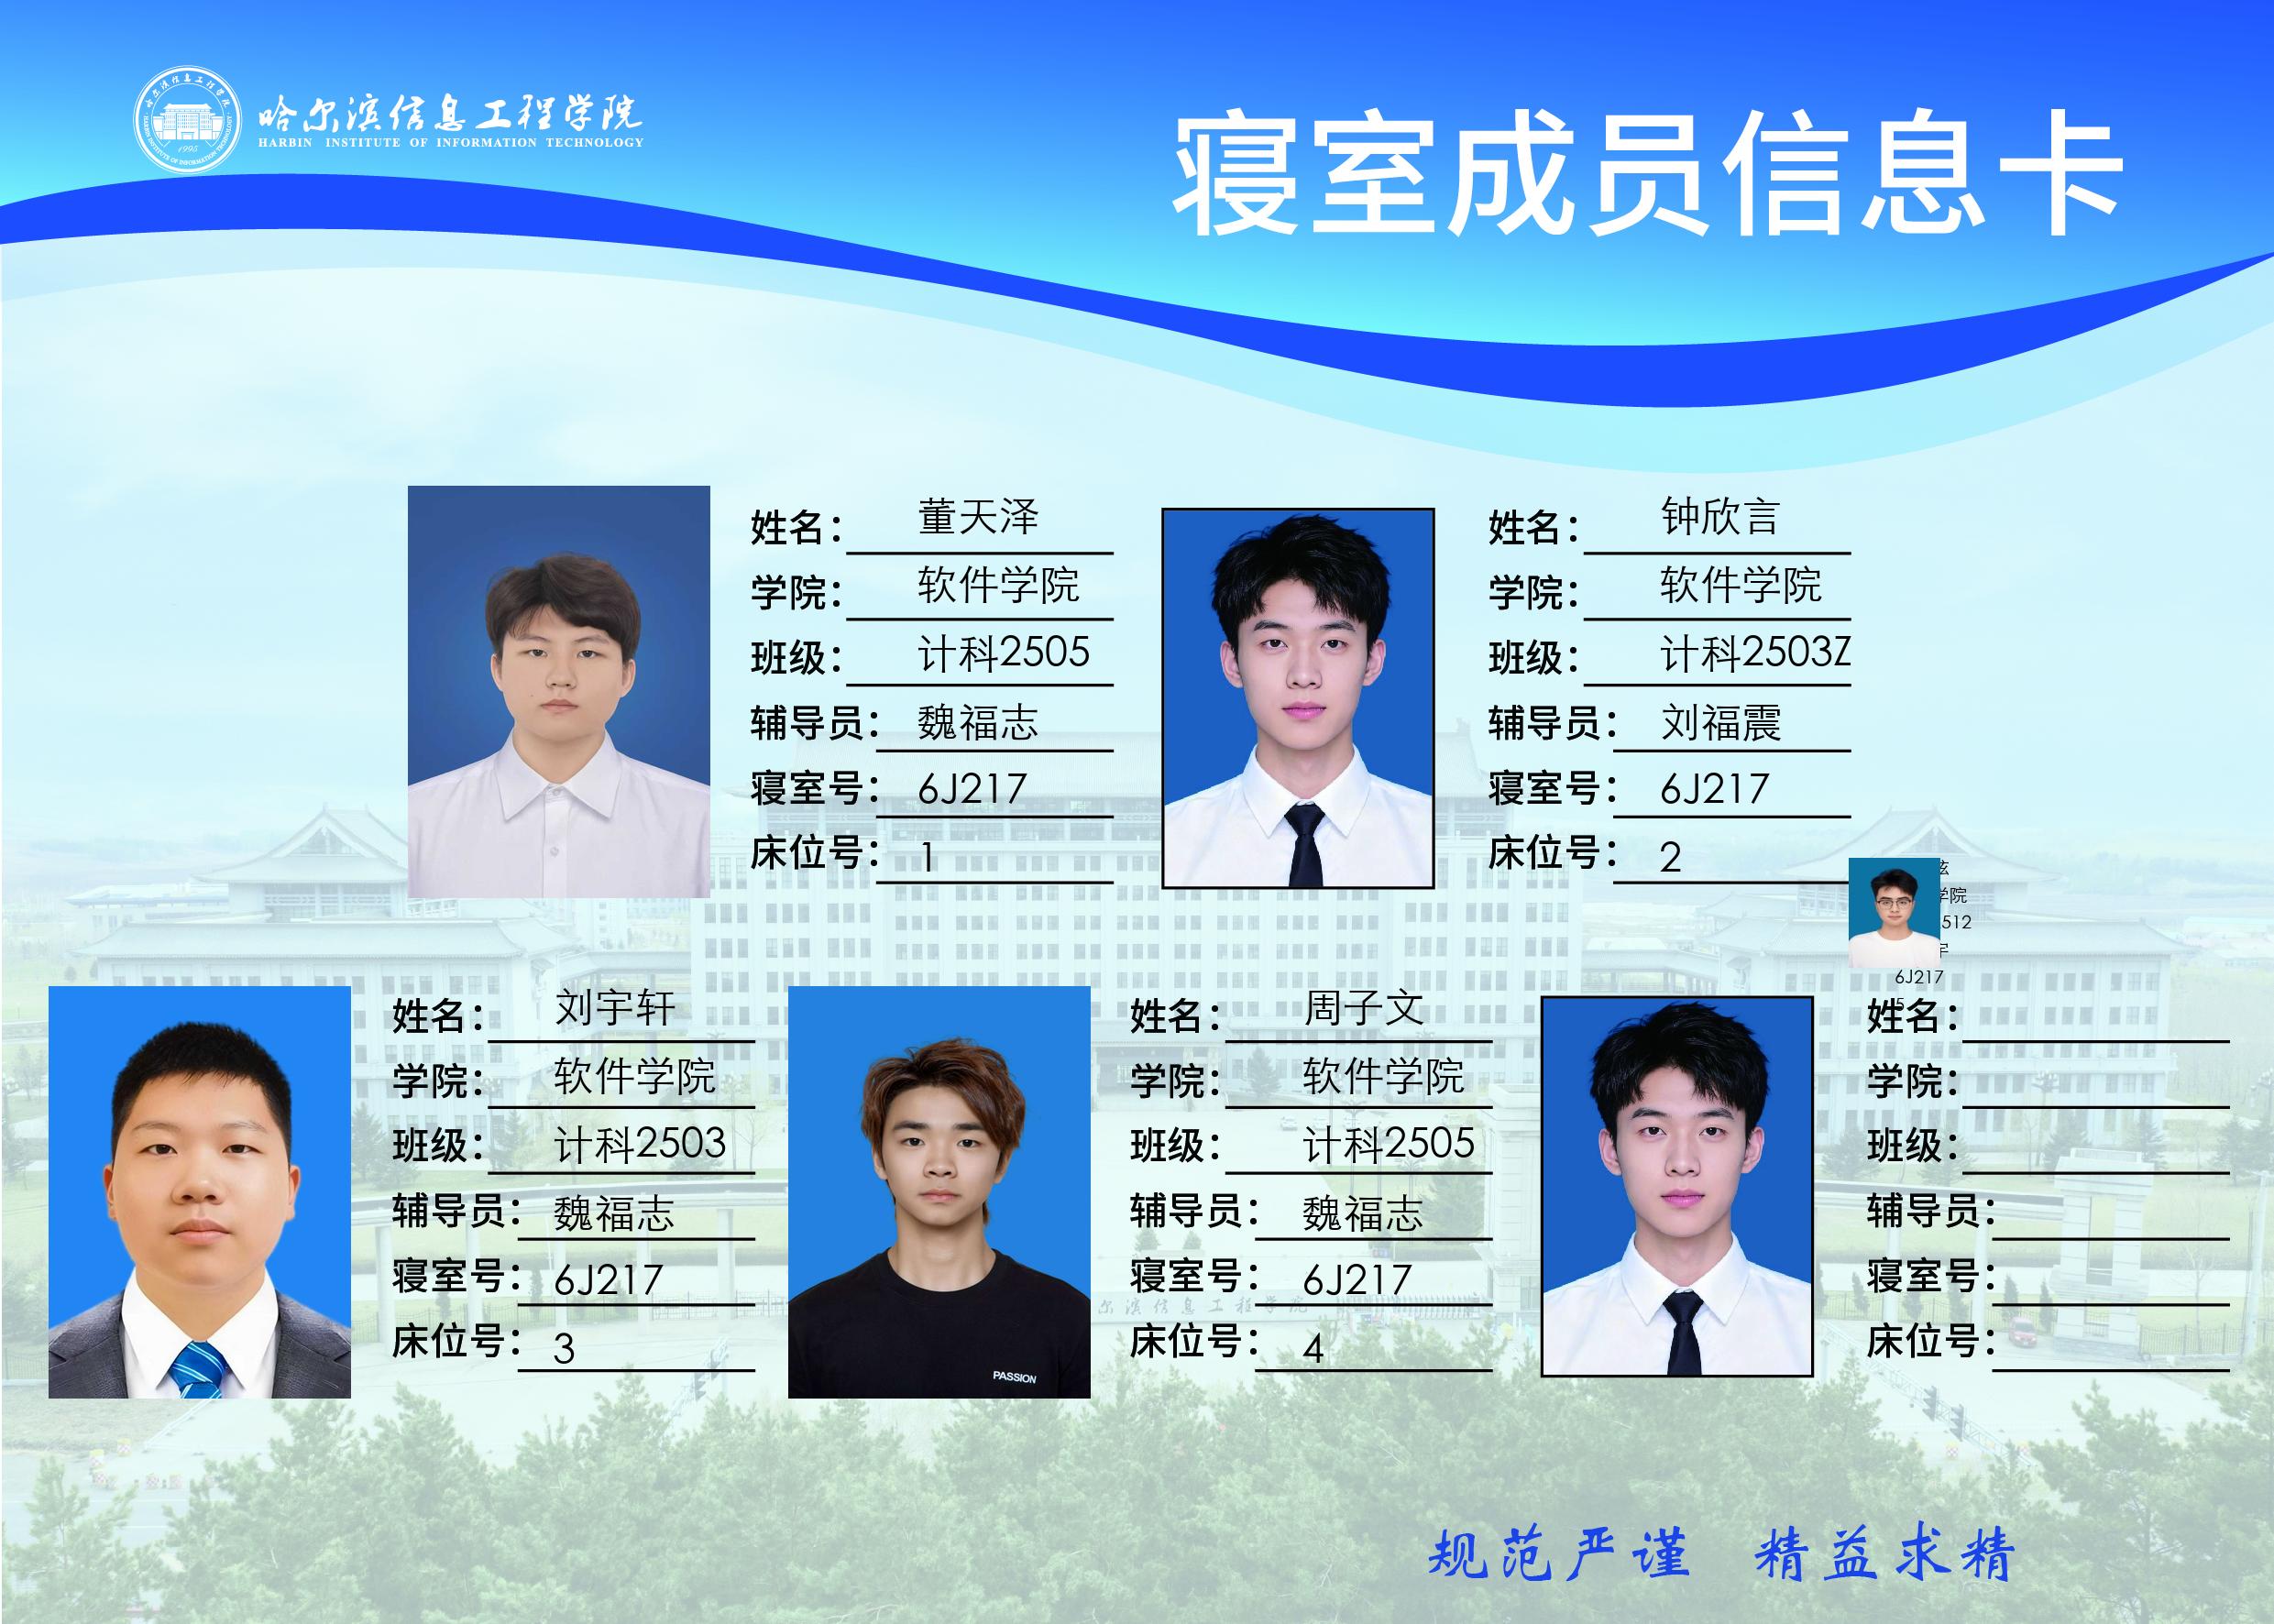 哈尔滨信息工程学院
HARBIN INSTITUTE OF INFORMATION TECHNOLOGY
1995
寝室成员信息卡
姓名： 董天泽
学院： 软件学院
班级： 计科2505
辅导员： 魏福志
寝室号： 6J217
床位号： 1
姓名： 钟欣言
学院： 软件学院
班级： 计科2503Z
辅导员： 刘福震
寝室号： 6J217
床位号： 2
学院
512
6J217
姓名： 刘宇轩
学院： 软件学院
班级： 计科2503
辅导员： 魏福志
寝室号： 6J217
床位号： 3
PASSION
姓名： 周子文
学院： 软件学院
班级： 计科2505
辅导员： 魏福志
寝室号： 6J217
床位号： 4
姓名：
学院：
班级：
辅导员：
寝室号：
床位号：
规范严谨 精益求精